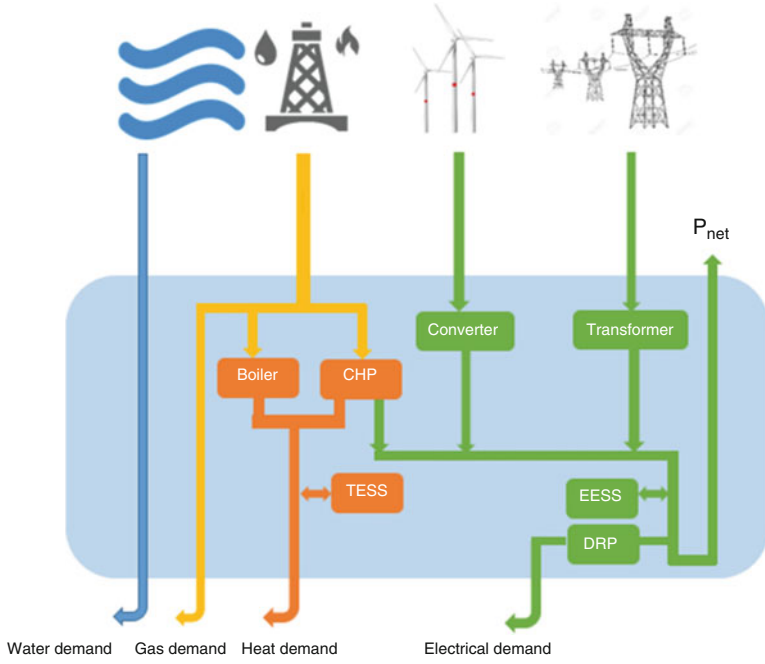 P_net
Converter
Transformer
Boiler
CHP
TESS
EESS
DRP
Water demand
Gas demand
Heat demand
Electrical demand